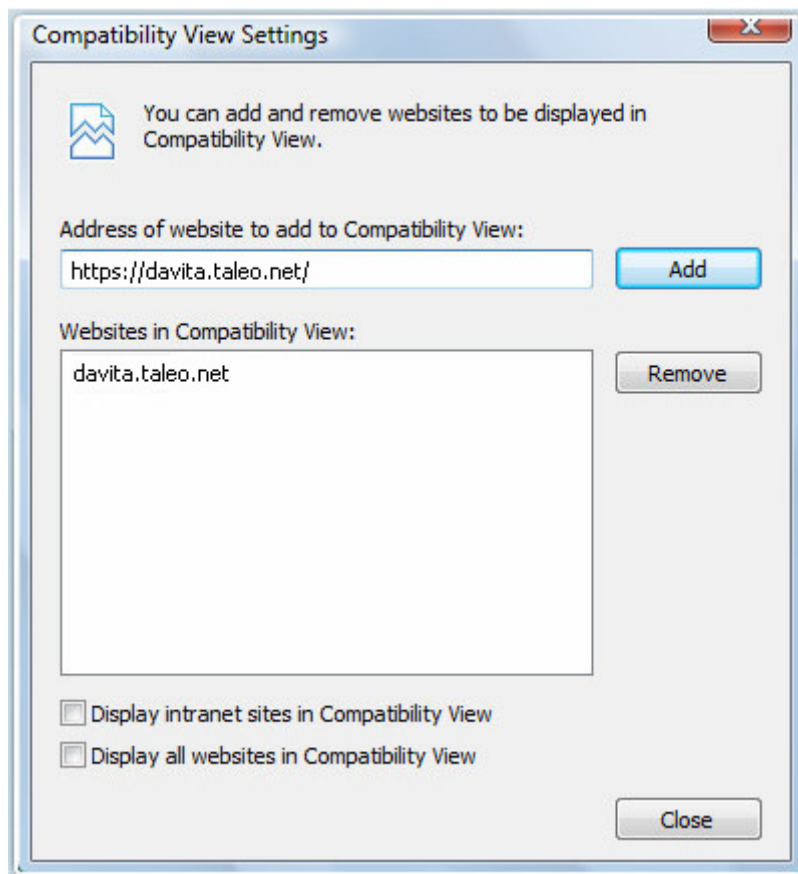 Compatibility View Settings
You can add and remove websites to be displayed in
Compatibility View.
Address of website to add to Compatibility View:
https://davita.taleo.net/
Add
Websites in Compatibility View:
davita.taleo.net
Remove
Display intranet sites in Compatibility View
Display all websites in Compatibility View
Close